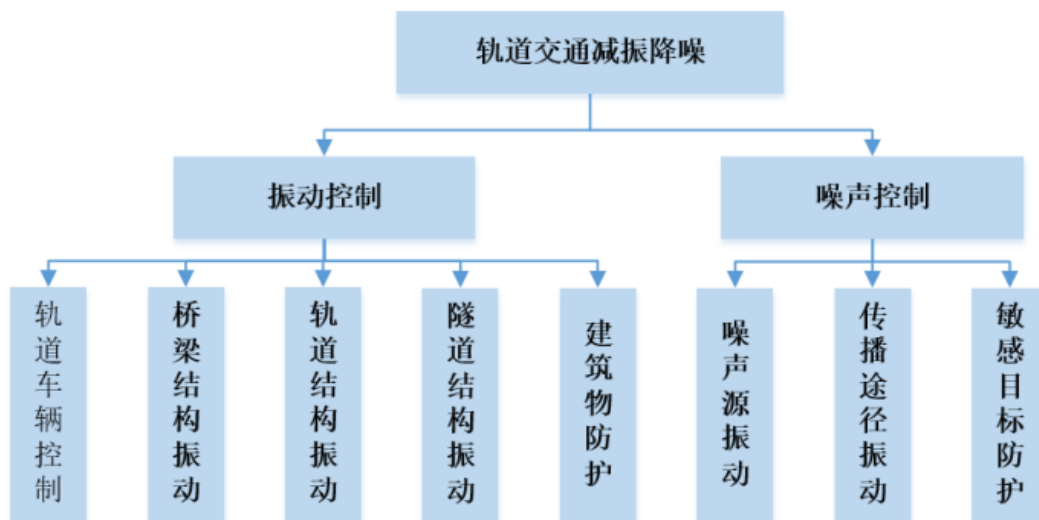 轨道交通减振降噪
振动控制
噪声控制
轨道车辆控制
桥梁结构振动
轨道结构振动
隧道结构振动
建筑物防护
噪声源振动
传播途径振动
敏感目标防护